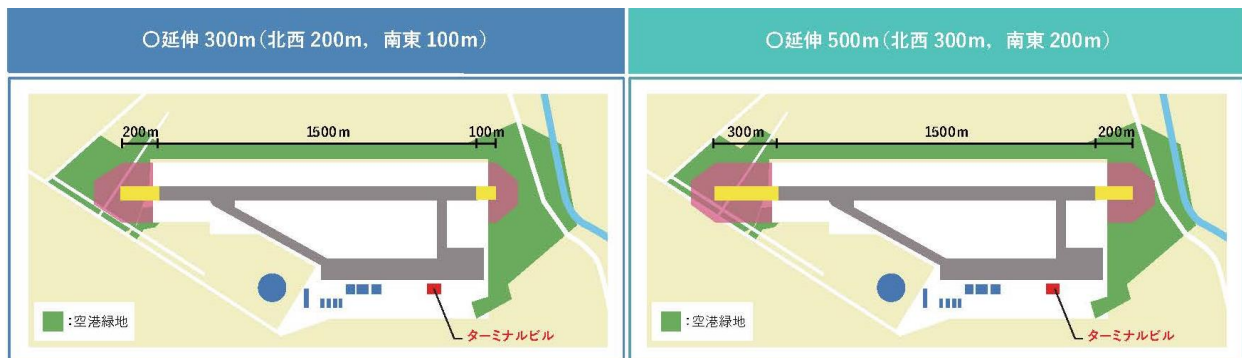 〇延伸 300m（北西 200m， 南東 100m）
200m 1500m 100m
：空港緑地
ターミナルビル
〇延伸 500m（北西 300m， 南東 200m）
300m 1500m 200m
：空港緑地
ターミナルビル